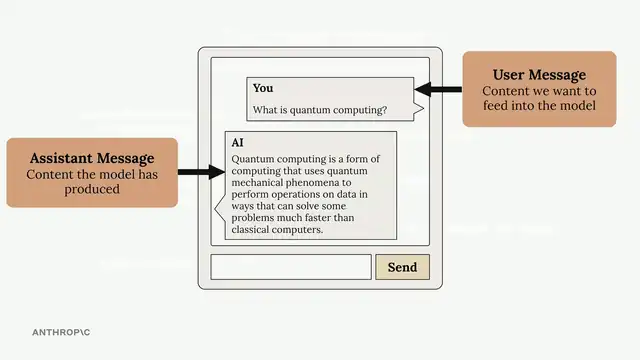 User Message
Content we want to
feed into the model
You
What is quantum computing?
AI
Quantum computing is a form of
computing that uses quantum
mechanical phenomena to
perform operations on data in
ways that can solve some
problems much faster than
classical computers.
Assistant Message
Content the model has
produced
Send
ANTHROP\C